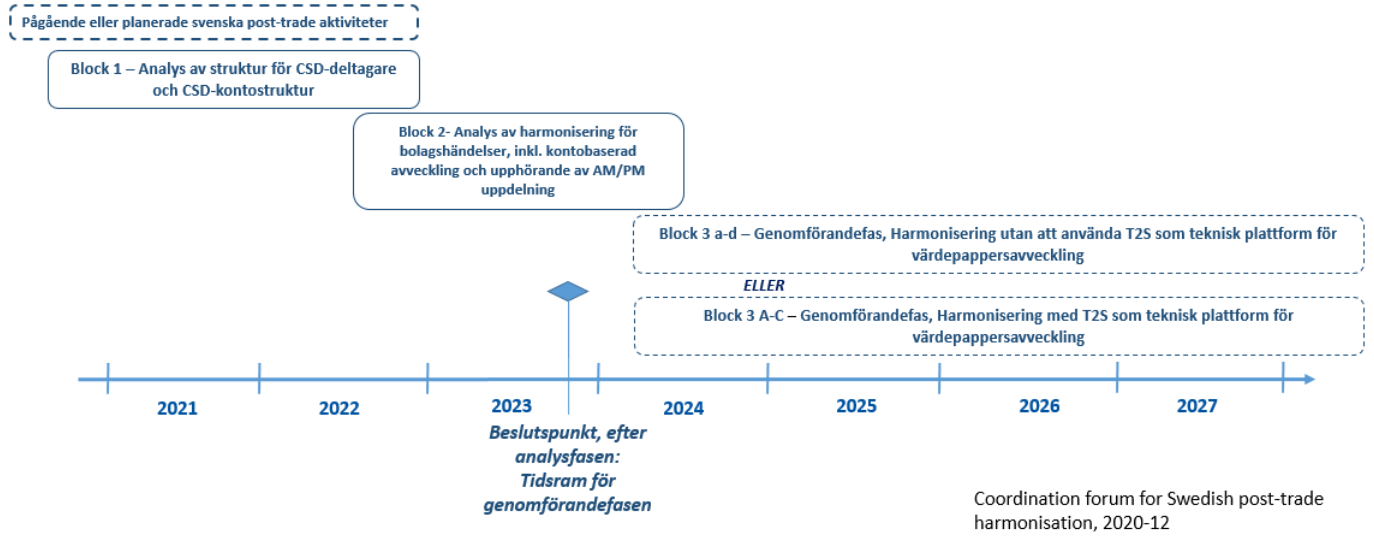 Pågående eller planerade svenska post-trade aktiviteter
Block 1 – Analys av struktur för CSD-deltagare
och CSD-kontostruktur
Block 2- Analys av harmonisering för
bolagshändelser, inkl. kontobaserad
avveckling och upphörande av AM/PM
uppdelning
Block 3 a-d – Genomförandefas, Harmonisering utan att använda T2S som teknisk plattform för
värdepappersavveckling
ELLER
Block 3 A-C – Genomförandefas, Harmonisering med T2S som teknisk plattform för
värdepappersavveckling
2021
2022
2023
2024
2025
2026
2027
Beslutspunkt, efter
analysfasen:
Tidsram för
genomförandefasen
Coordination forum for Swedish post-trade
harmonisation, 2020-12